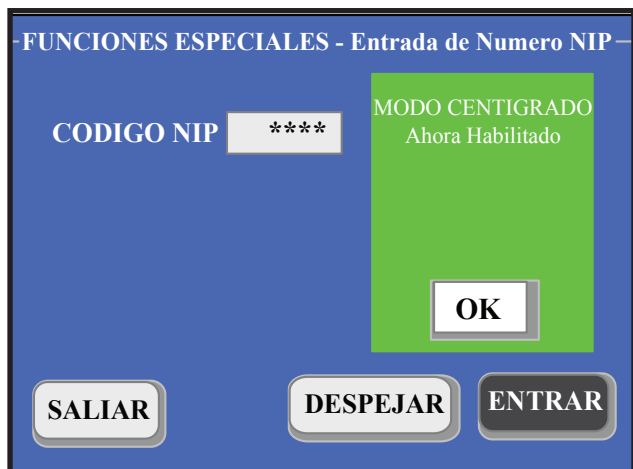 FUNCIONES ESPECIALES - Entrada de Numero NIP
CODIGO NIP ****
MODO CENTIGRADO
Ahora Habilitado
OK
SALIAR DESPEJAR ENTRAR